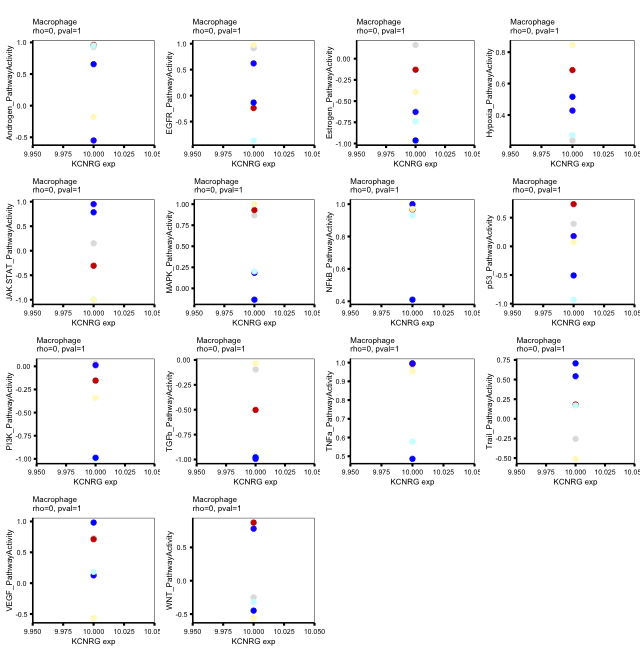 Macrophage
rho=0, pval=1
Androgen_PathwayActivity
1.0
0.5
0.0
-0.5
9.950 9.975 10.000 10.025 10.05
KCNRG exp
Macrophage
rho=0, pval=1
EGFR_PathwayActivity
1.0
0.5
0.0
-0.5
9.950 9.975 10.000 10.025 10.05
KCNRG exp
Macrophage
rho=0, pval=1
Estrogen_PathwayActivity
0.00
-0.25
-0.50
-0.75
-1.00
9.950 9.975 10.000 10.025 10.05
KCNRG exp
Macrophage
rho=0, pval=1
Hypoxia_PathwayActivity
0.8
0.6
0.4
9.950 9.975 10.000 10.025 10.05
KCNRG exp
Macrophage
rho=0, pval=1
JAK.STAT_PathwayActivity
1.0
0.5
0.0
-0.5
-1.0
9.950 9.975 10.000 10.025 10.05
KCNRG exp
Macrophage
rho=0, pval=1
MAPK_PathwayActivity
1.00
0.75
0.50
0.25
0.00
9.950 9.975 10.000 10.025 10.05
KCNRG exp
Macrophage
rho=0, pval=1
NFkB_PathwayActivity
1.0
0.8
0.6
0.4
9.950 9.975 10.000 10.025 10.05
KCNRG exp
Macrophage
rho=0, pval=1
p53_PathwayActivity
0.5
0.0
-0.5
-1.0
9.950 9.975 10.000 10.025 10.05
KCNRG exp
Macrophage
rho=0, pval=1
PI3K_PathwayActivity
0.00
-0.25
-0.50
-0.75
-1.00
9.950 9.975 10.000 10.025 10.05
KCNRG exp
Macrophage
rho=0, pval=1
TGFb_PathwayActivity
0.00
-0.25
-0.50
-0.75
-1.00
9.950 9.975 10.000 10.025 10.05
KCNRG exp
Macrophage
rho=0, pval=1
TNFa_PathwayActivity
1.0
0.9
0.8
0.7
0.6
0.5
9.950 9.975 10.000 10.025 10.05
KCNRG exp
Macrophage
rho=0, pval=1
Trail_PathwayActivity
0.75
0.50
0.25
0.00
-0.25
-0.50
9.950 9.975 10.000 10.025 10.05
KCNRG exp
Macrophage
rho=0, pval=1
VEGF_PathwayActivity
1.0
0.5
0.0
-0.5
9.950 9.975 10.000 10.025 10.05
KCNRG exp
Macrophage
rho=0, pval=1
WNT_PathwayActivity
0.5
0.0
-0.5
9.950 9.975 10.000 10.025 10.050
KCNRG exp